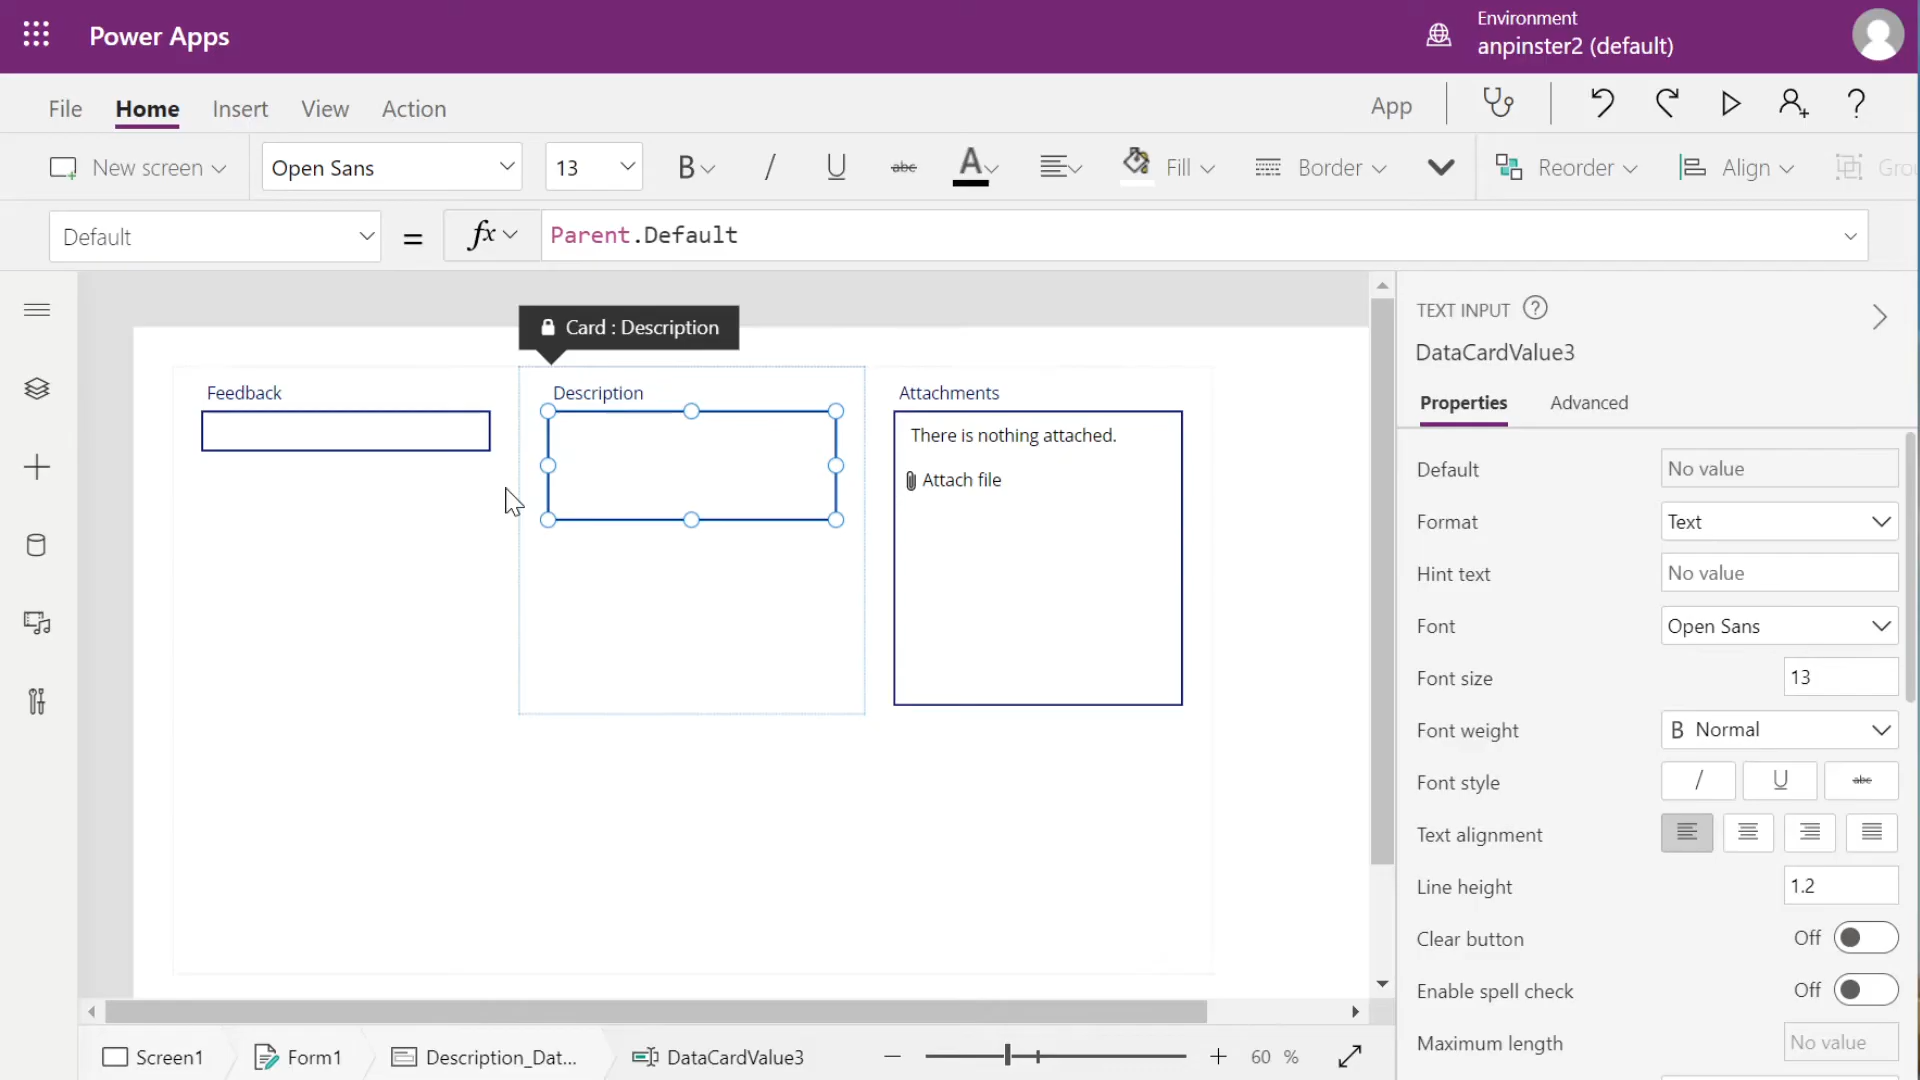 Power Apps
Environment
anpinster2 (default)
File
Home
Insert
View
Action
App
?
New screen
Open Sans
13
B
/
U
abc
A
Fill
Border
Reorder
Align
Grou
Default
=
fx
Parent.Default
Card : Description
Feedback
Description
Attachments
There is nothing attached.
Attach file
TEXT INPUT
?
DataCardValue3
Properties
Advanced
Default
No value
Format
Text
Hint text
No value
Font
Open Sans
Font size
13
Font weight
B Normal
Font style
/
U
abc
Text alignment
Line height
1.2
Clear button
Off
Enable spell check
Off
Maximum length
No value
Screen1
Form1
Description_Dat...
DataCardValue3
60 %